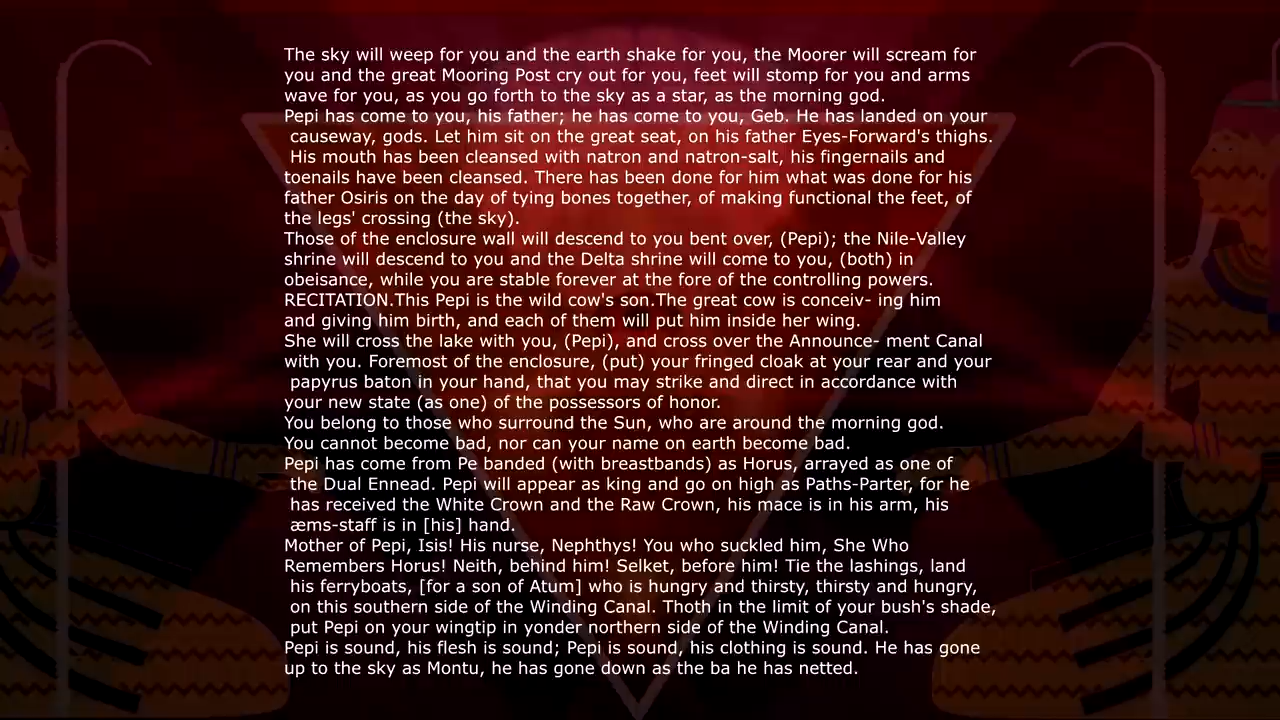 The sky will weep for you and the earth shake for you, the Moorer will scream for
you and the great Mooring Post cry out for you, feet will stomp for you and arms
wave for you, as you go forth to the sky as a star, as the morning god.
Pepi has come to you, his father; he has come to you, Geb. He has landed on your
causeway, gods. Let him sit on the great seat, on his father Eyes-Forward's thighs.
His mouth has been cleansed with natron and natron-salt, his fingernails and
toenails have been cleansed. There has been done for him what was done for his
father Osiris on the day of tying bones together, of making functional the feet, of
the legs' crossing (the sky).
Those of the enclosure wall will descend to you bent over, (Pepi); the Nile-Valley
shrine will descend to you and the Delta shrine will come to you, (both) in
obeisance, while you are stable forever at the fore of the controlling powers.
RECITATION.This Pepi is the wild cow's son.The great cow is conceiv- ing him
and giving him birth, and each of them will put him inside her wing.
She will cross the lake with you, (Pepi), and cross over the Announce- ment Canal
with you. Foremost of the enclosure, (put) your fringed cloak at your rear and your
papyrus baton in your hand, that you may strike and direct in accordance with
your new state (as one) of the possessors of honor.
You belong to those who surround the Sun, who are around the morning god.
You cannot become bad, nor can your name on earth become bad.
Pepi has come from Pe banded (with breastbands) as Horus, arrayed as one of
the Dual Ennead. Pepi will appear as king and go on high as Paths-Parter, for he
has received the White Crown and the Raw Crown, his mace is in his arm, his
æms-staff is in [his] hand.
Mother of Pepi, Isis! His nurse, Nephthys! You who suckled him, She Who
Remembers Horus! Neith, behind him! Selket, before him! Tie the lashings, land
his ferryboats, [for a son of Atum] who is hungry and thirsty, thirsty and hungry,
on this southern side of the Winding Canal. Thoth in the limit of your bush's shade,
put Pepi on your wingtip in yonder northern side of the Winding Canal.
Pepi is sound, his flesh is sound; Pepi is sound, his clothing is sound. He has gone
up to the sky as Montu, he has gone down as the ba he has netted.